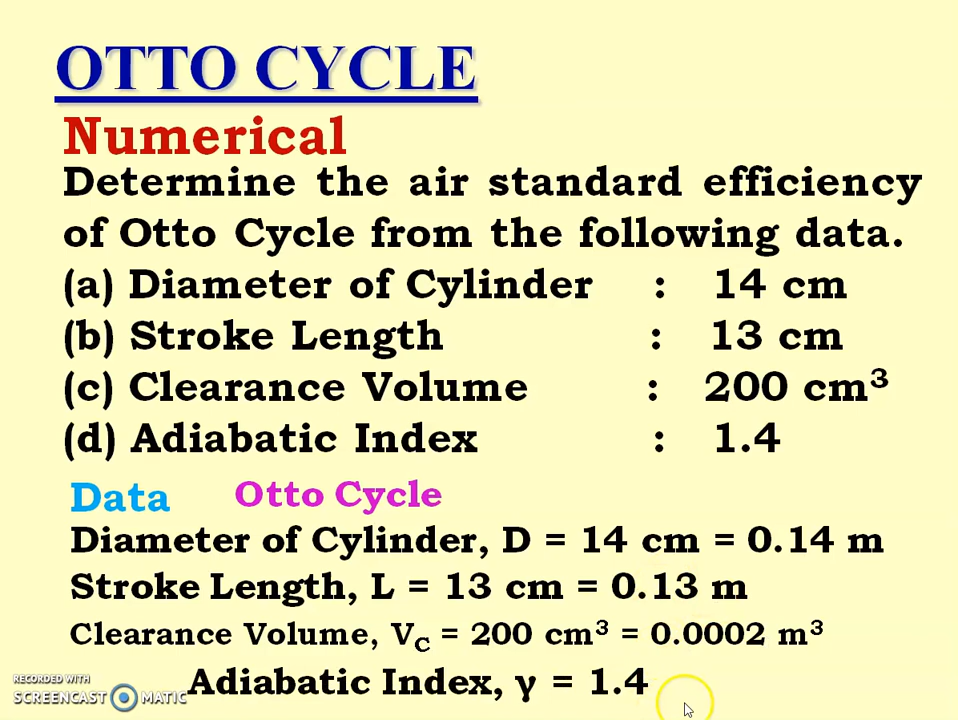 OTTO CYCLE
Numerical
Determine the air standard efficiency
of Otto Cycle from the following data.
(a) Diameter of Cylinder : 14 cm
(b) Stroke Length : 13 cm
(c) Clearance Volume : 200 cm³
(d) Adiabatic Index : 1.4
Data Otto Cycle
Diameter of Cylinder, D = 14 cm = 0.14 m
Stroke Length, L = 13 cm = 0.13 m
Clearance Volume, V_C = 200 cm³ = 0.0002 m³
Adiabatic Index, γ = 1.4
RECORDED WITH
SCREENCAST MATIC